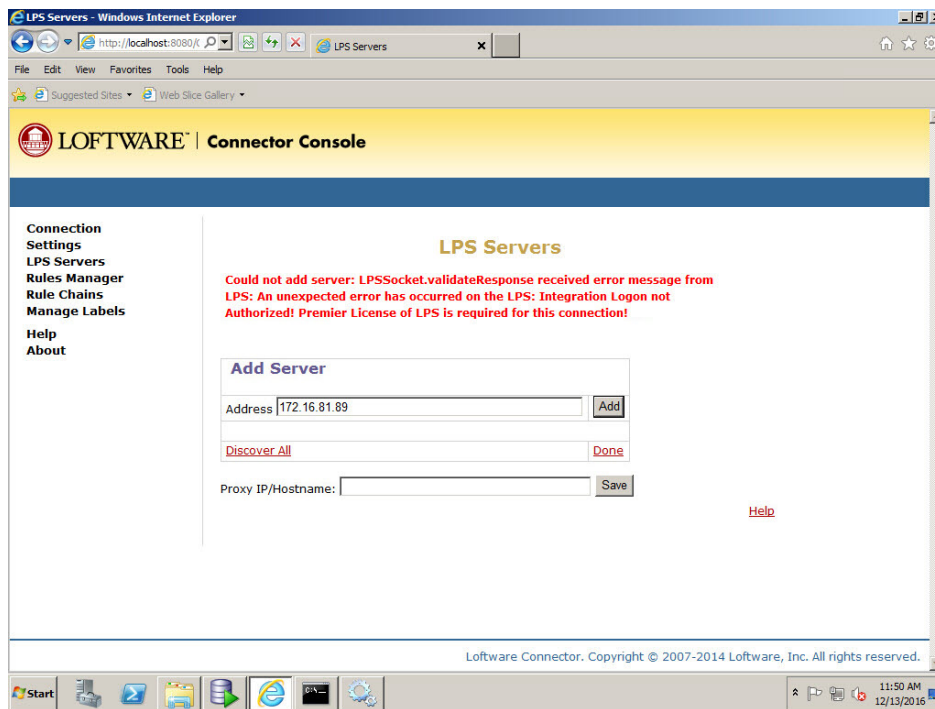 LPS Servers - Windows Internet Explorer
http://localhost:8080/
LPS Servers
File Edit View Favorites Tools Help
Suggested Sites Web Slice Gallery
LOFTWARE | Connector Console
Connection
Settings
LPS Servers
Rules Manager
Rule Chains
Manage Labels
Help
About
LPS Servers
Could not add server: LPSSocket.validateResponse received error message from
LPS: An unexpected error has occurred on the LPS: Integration Logon not
Authorized! Premier License of LPS is required for this connection!
Add Server
Address 172.16.81.89 Add
Discover All Done
Proxy IP/Hostname: Save
Help
Loftware Connector. Copyright © 2007-2014 Loftware, Inc. All rights reserved.
Start
11:50 AM
12/13/2016